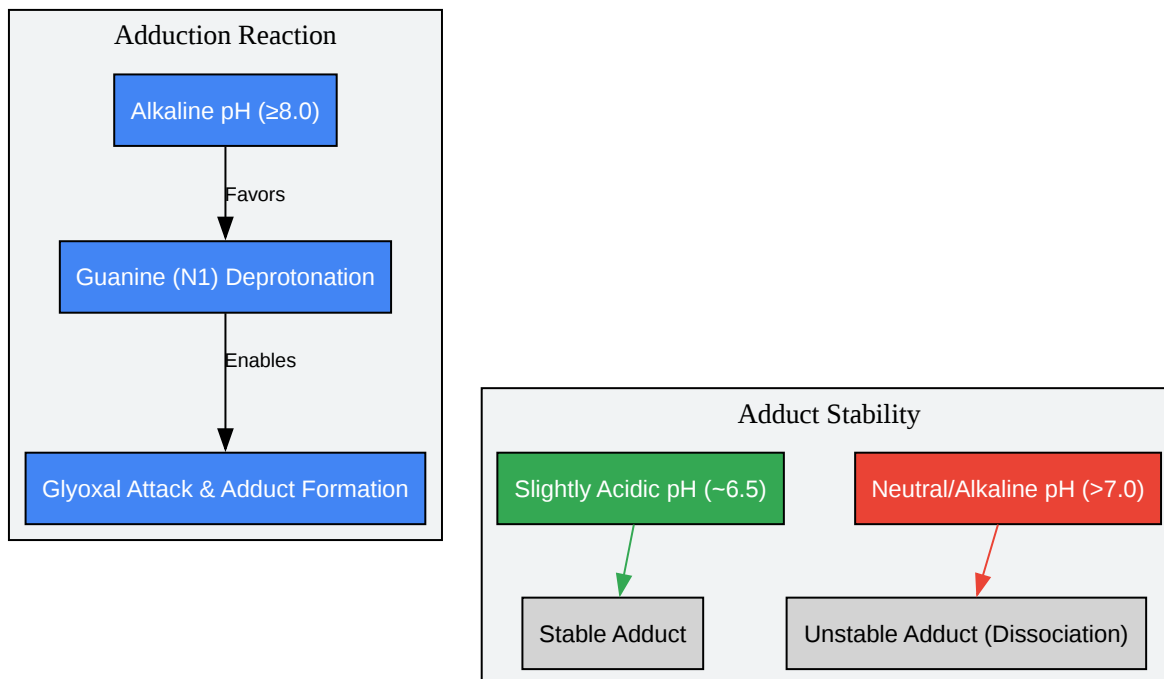 Adduction Reaction
Alkaline pH (≥8.0)
Favors
Guanine (N1) Deprotonation
Enables
Glyoxal Attack & Adduct Formation
Adduct Stability
Slightly Acidic pH (~6.5)
Neutral/Alkaline pH (>7.0)
Stable Adduct
Unstable Adduct (Dissociation)